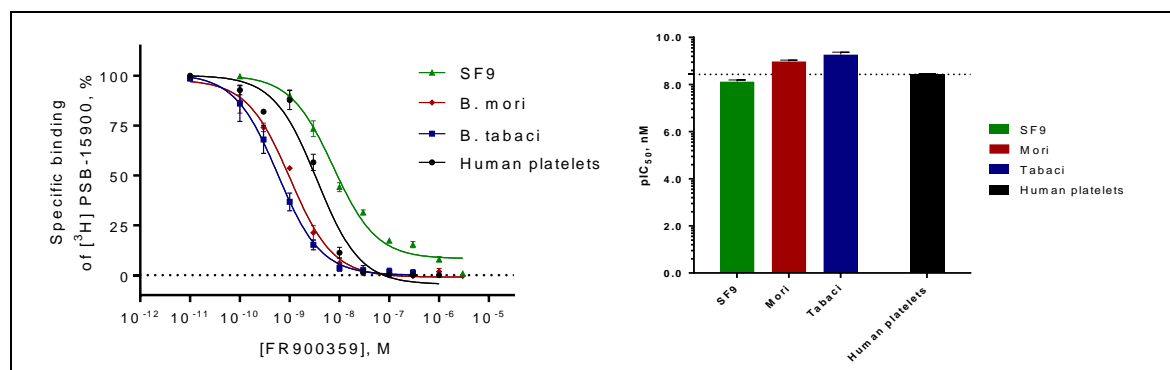 Specific binding
of [³H] PSB-15900, %
100
75
50
25
0
10⁻¹²
10⁻¹¹
10⁻¹⁰
10⁻⁹
10⁻⁸
10⁻⁷
10⁻⁶
10⁻⁵
[FR900359], M
SF9
B. mori
B. tabaci
Human platelets
pIC₅₀, nM
10.0
8.0
6.0
4.0
2.0
0.0
SF9
Mori
Tabaci
Human platelets
SF9
Mori
Tabaci
Human platelets